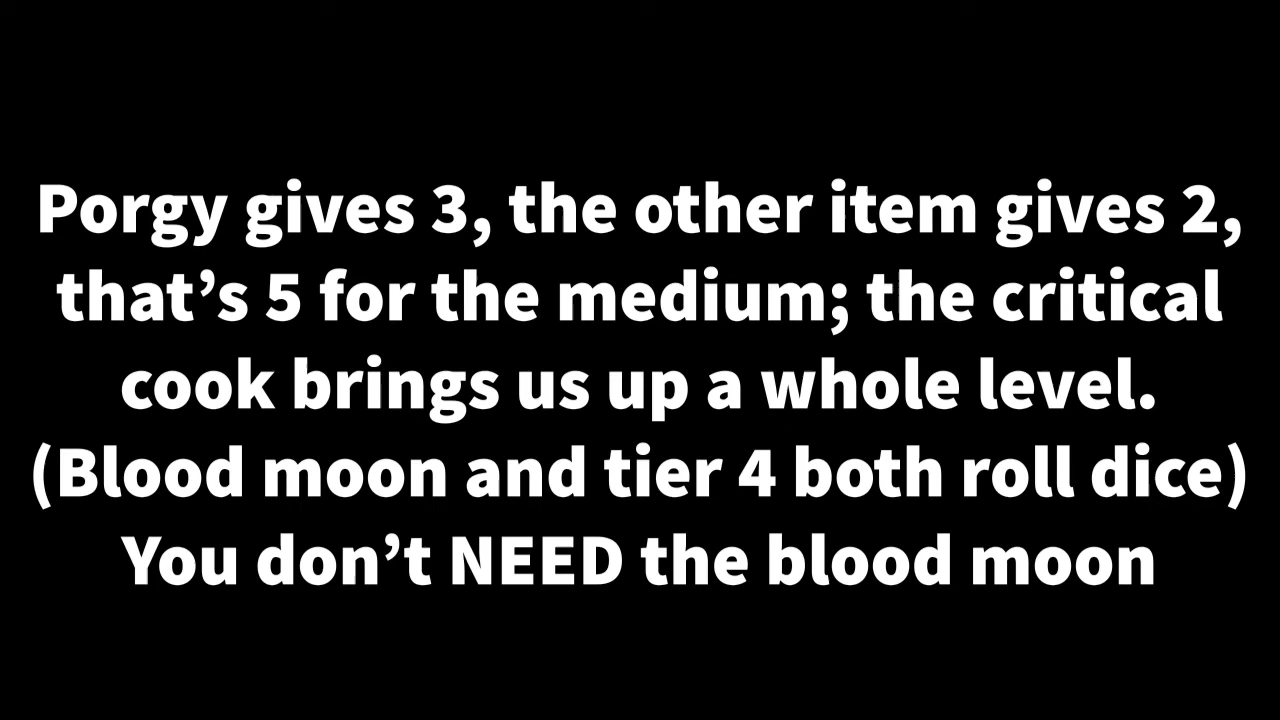 Porgy gives 3, the other item gives 2,
that’s 5 for the medium; the critical
cook brings us up a whole level.
(Blood moon and tier 4 both roll dice)
You don’t NEED the blood moon